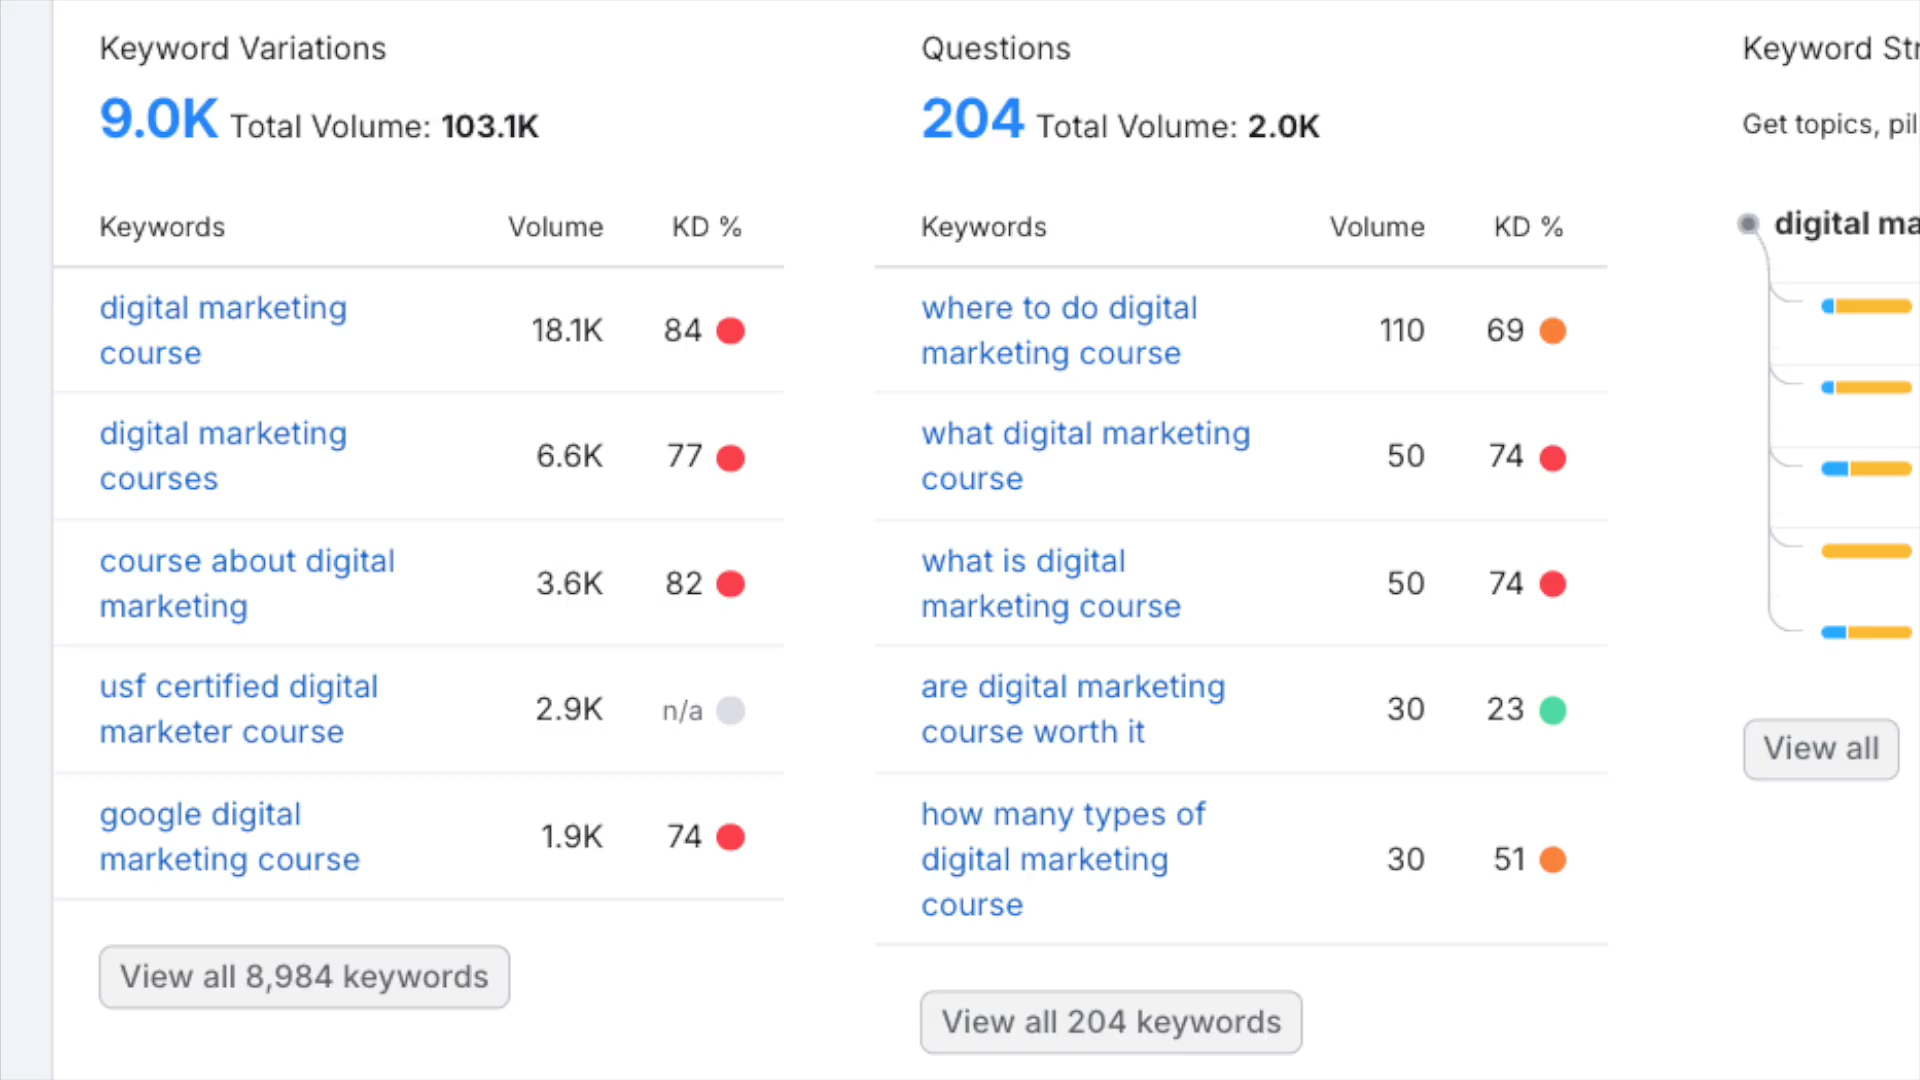 Keyword Variations
9.0K Total Volume: 103.1K
Keywords Volume KD %
digital marketing
course
18.1K 84
digital marketing
courses
6.6K 77
course about digital
marketing
3.6K 82
usf certified digital
marketer course
2.9K n/a
google digital
marketing course
1.9K 74
View all 8,984 keywords
Questions
204 Total Volume: 2.0K
Keywords Volume KD %
where to do digital
marketing course
110 69
what digital marketing
course
50 74
what is digital
marketing course
50 74
are digital marketing
course worth it
30 23
how many types of
digital marketing
course
30 51
View all 204 keywords
Keyword
Get topics,
digital
View all